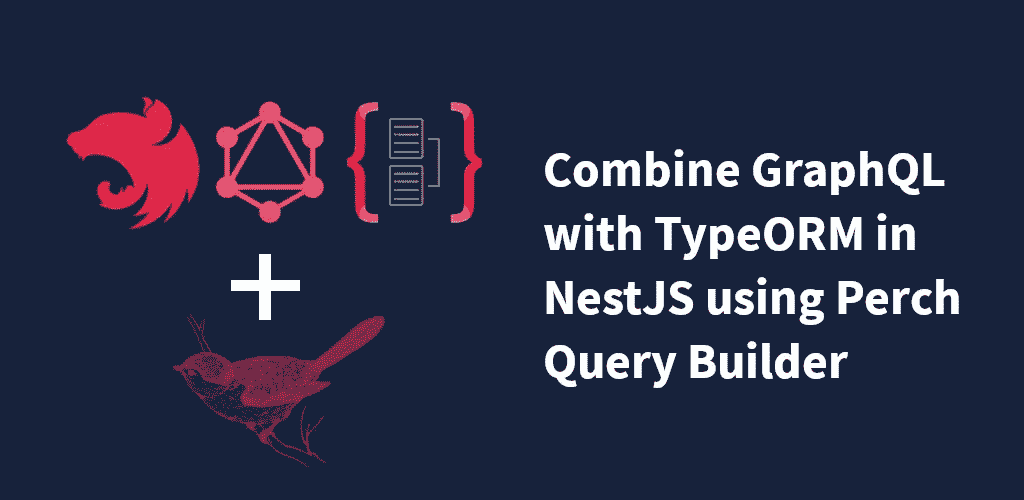 Combine GraphQL
with TypeORM in
NestJS using Perch
Query Builder